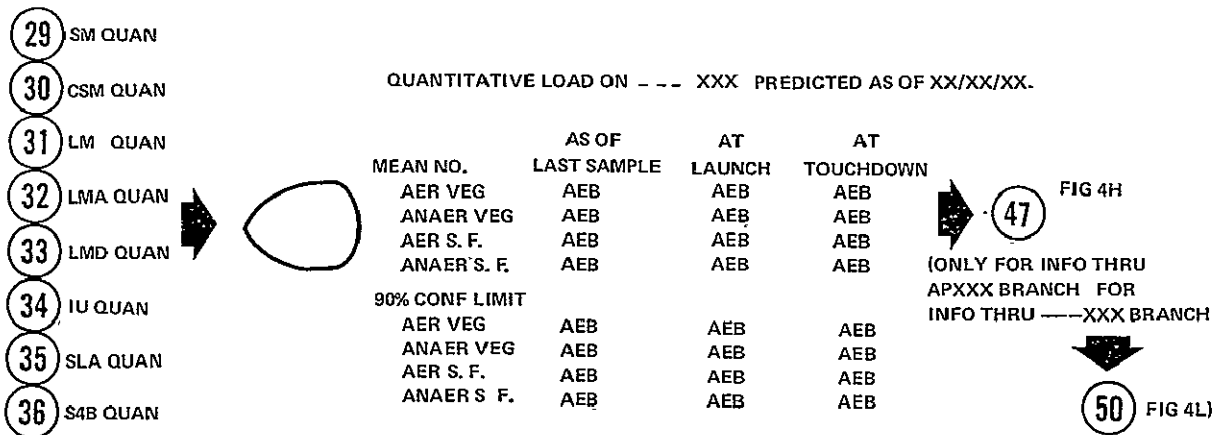 29 SM QUAN
30 CSM QUAN
31 LM QUAN
32 LMA QUAN
33 LMD QUAN
34 IU QUAN
35 SLA QUAN
36 S4B QUAN
QUANTITATIVE LOAD ON --- XXX PREDICTED AS OF XX/XX/XX.
AS OF AT AT
MEAN NO. LAST SAMPLE LAUNCH TOUCHDOWN
AER VEG AEB AEB AEB
ANAER VEG AEB AEB AEB
AER S. F. AEB AEB AEB
ANAER S. F. AEB AEB AEB
90% CONF LIMIT
AER VEG AEB AEB AEB
ANAER VEG AEB AEB AEB
AER S. F. AEB AEB AEB
ANAER S F. AEB AEB AEB
47 FIG 4H
(ONLY FOR INFO THRU
APXXX BRANCH FOR
INFO THRU ----XXX BRANCH
50 FIG 4L)